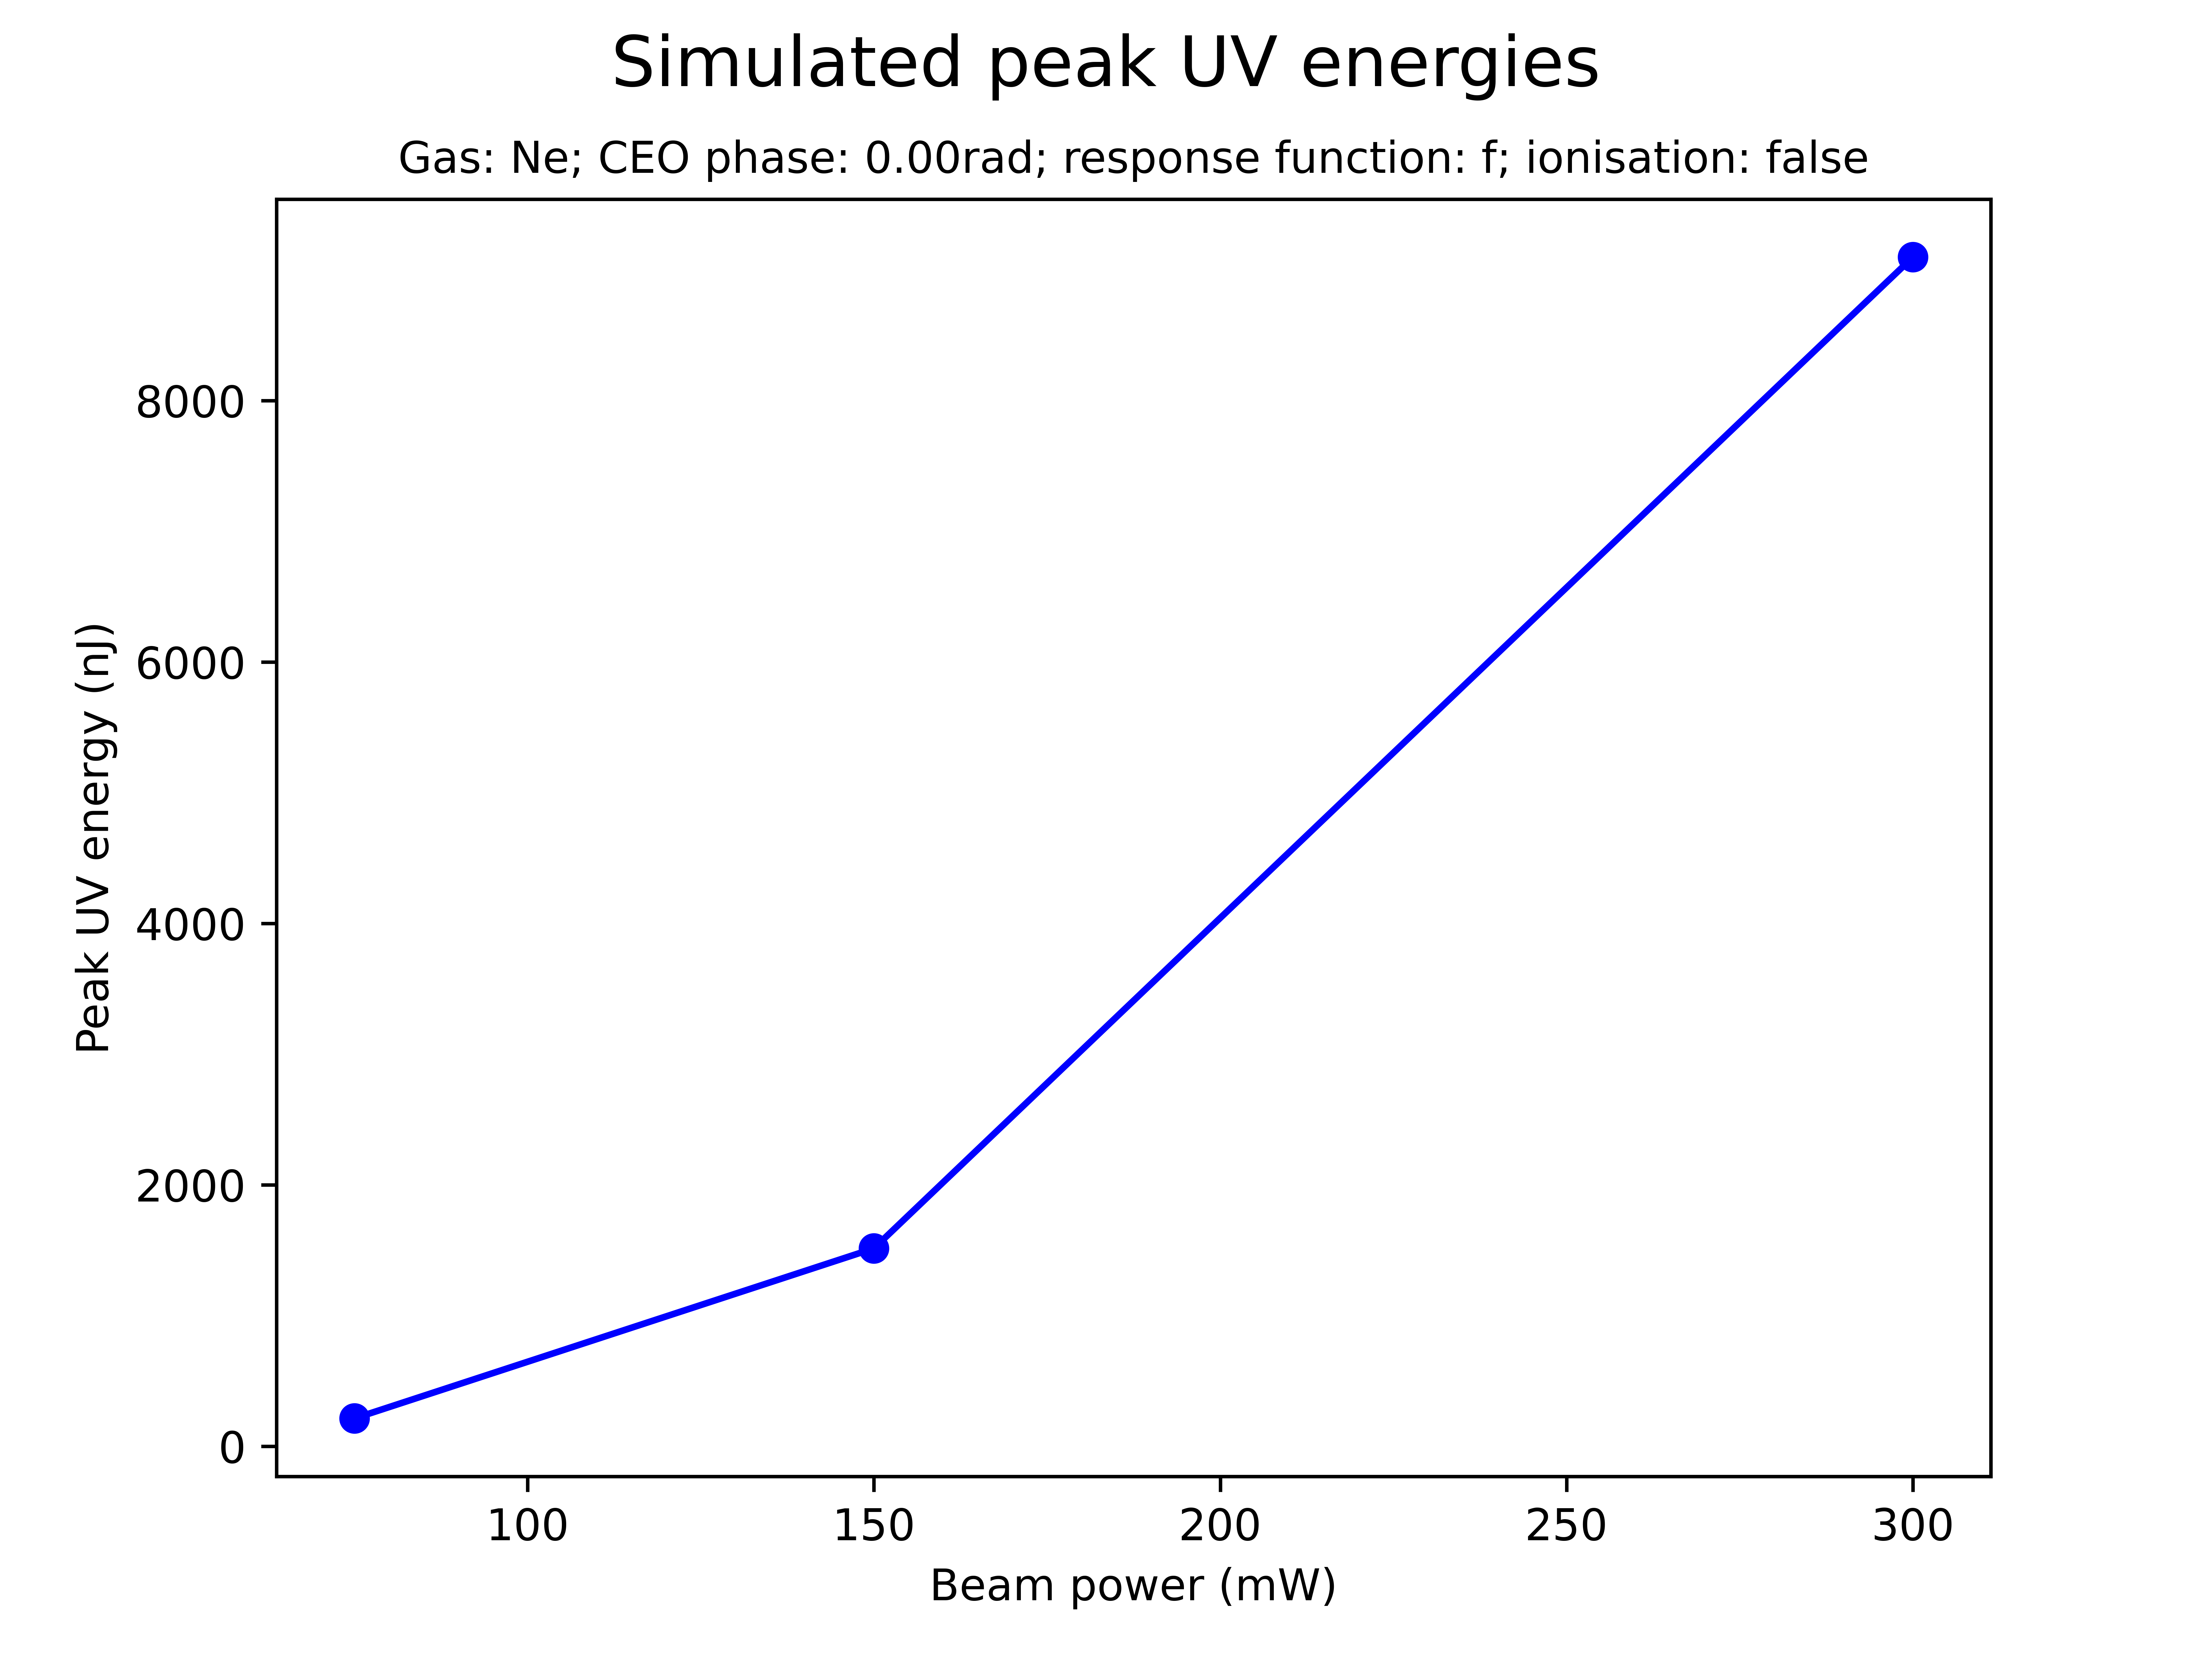 Simulated peak UV energies
Gas: Ne; CEO phase: 0.00rad; response function: f; ionisation: false
Peak UV energy (nJ)
8000
6000
4000
2000
0
100 150 200 250 300
Beam power (mW)